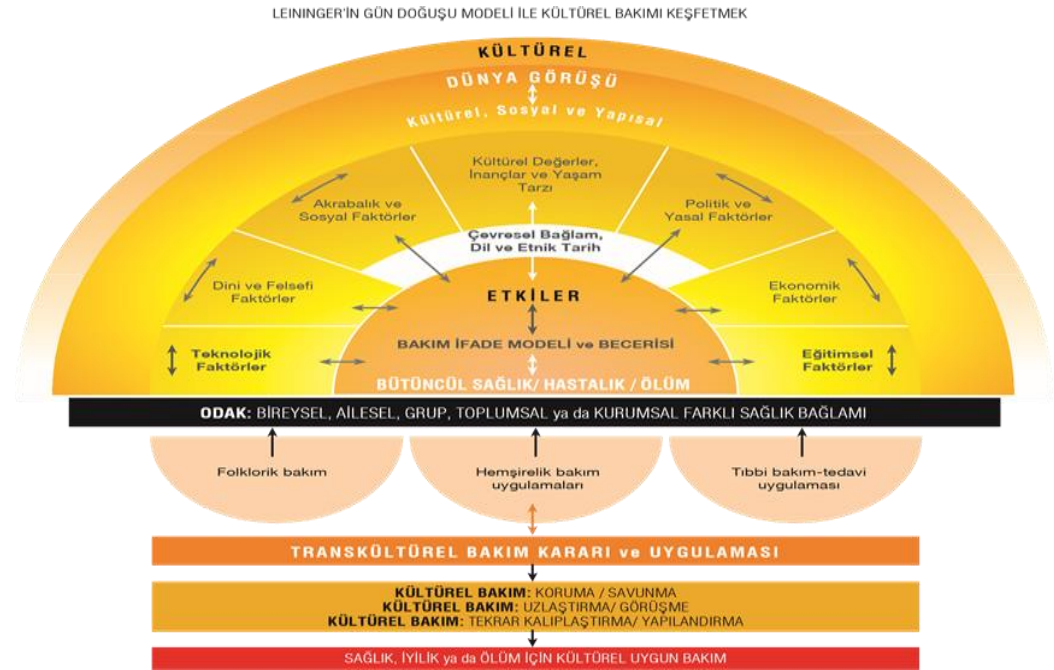 LEININGER'İN GÜN DOĞUŞU MODELİ İLE KÜLTÜREL BAKIMI KEŞFETMEK
KÜLTÜREL
DÜNYA GÖRÜŞÜ
Kültürel, Sosyal ve Yapısal
Kültürel Değerler,
İnançlar ve Yaşam
Tarzı
Akrabalık ve
Sosyal Faktörler
Politik ve
Yasal Faktörler
Çevresel Bağlam,
Dil ve Etnik Tarih
Dini ve Felsefi
Faktörler
Ekonomik
Faktörler
ETKİLER
Teknolojik
Faktörler
BAKIM İFADE MODELİ ve BECERİSİ
Eğitimsel
Faktörler
BÜTÜNCÜL SAĞLIK/ HASTALIK / ÖLÜM
ODAK: BİREYSEL, AİLESEL, GRUP, TOPLUMSAL ya da KURUMSAL FARKLI SAĞLIK BAĞLAMI
Folklorik bakım
Hemşirelik bakım
uygulamaları
Tıbbi bakım-tedavi
uygulaması
TRANSKÜLTÜREL BAKIM KARARI ve UYGULAMASI
KÜLTÜREL BAKIM: KORUMA / SAVUNMA
KÜLTÜREL BAKIM: UZLAŞTIRMA/ GÖRÜŞME
KÜLTÜREL BAKIM: TEKRAR KALIPLAŞTIRMA/ YAPILANDIRMA
SAĞLIK, İYİLİK ya da ÖLÜM İÇİN KÜLTÜREL UYGUN BAKIM